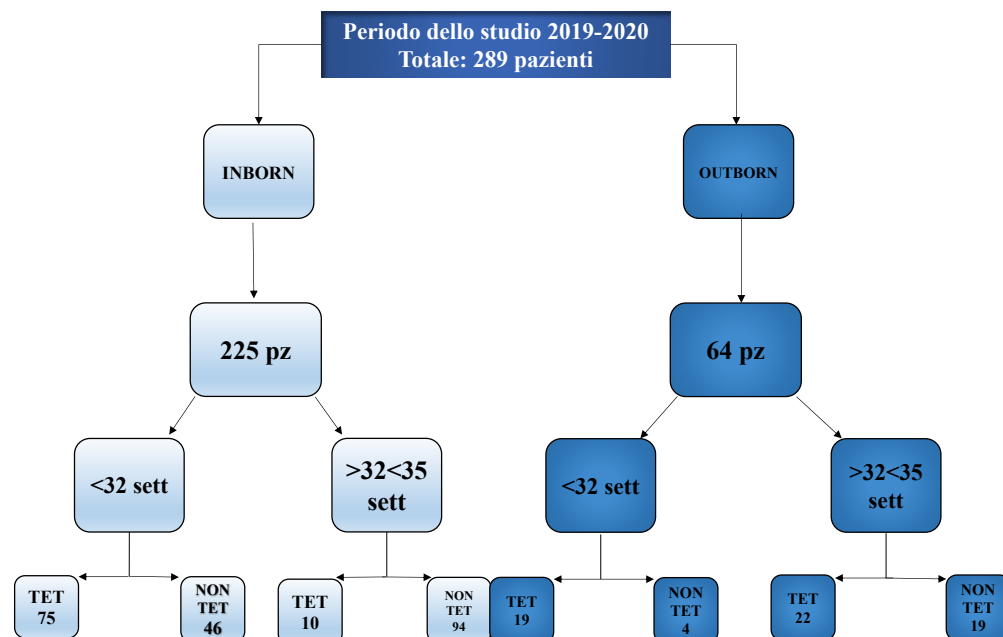 Periodo dello studio 2019-2020
Totale: 289 pazienti
INBORN
OUTBORN
225 pz
64 pz
<32 sett
>32<35
sett
<32 sett
>32<35
sett
TET
75
NON
TET
46
TET
10
NON
TET
94
TET
19
NON
TET
4
TET
22
NON
TET
19